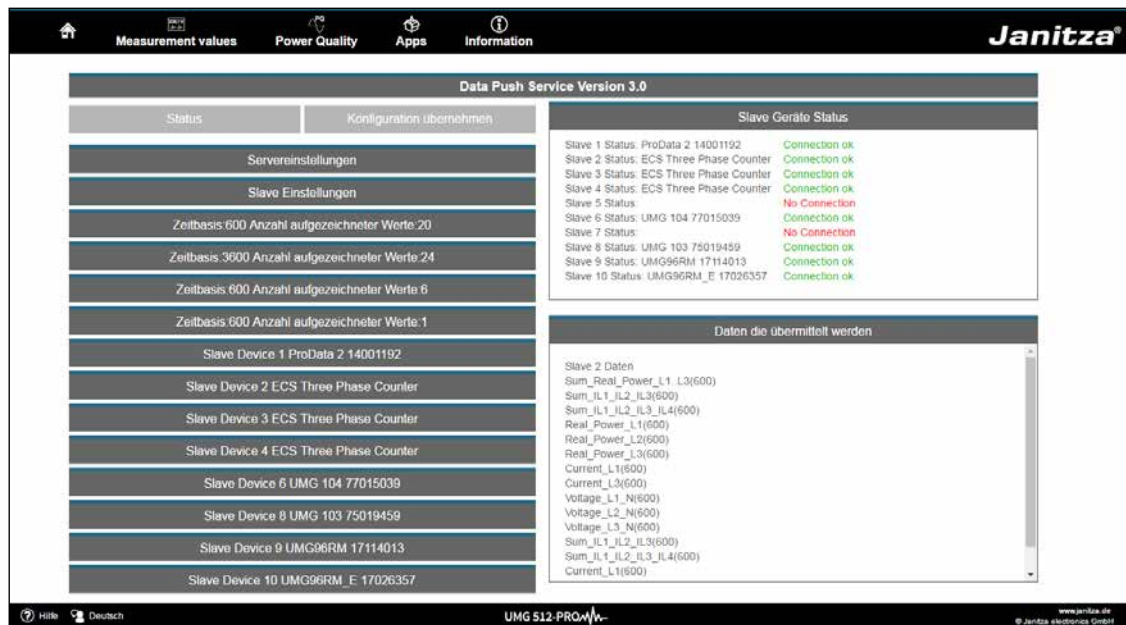 Measurement values
Power Quality
Apps
Information
Janitza®
Data Push Service Version 3.0
Status
Konfiguration übernehmen
Servereinstellungen
Slave Einstellungen
Zeitbasis:600 Anzahl aufgezeichneter Werte:20
Zeitbasis:3600 Anzahl aufgezeichneter Werte:24
Zeitbasis:600 Anzahl aufgezeichneter Werte:6
Zeitbasis:600 Anzahl aufgezeichneter Werte:1
Slave Device 1 ProData 2 14001192
Slave Device 2 ECS Three Phase Counter
Slave Device 3 ECS Three Phase Counter
Slave Device 4 ECS Three Phase Counter
Slave Device 6 UMG 104 77015039
Slave Device 8 UMG 103 75019459
Slave Device 9 UMG96RM 17114013
Slave Device 10 UMG96RM_E 17026357
Slave Geräte Status
Slave 1 Status: ProData 2 14001192 Connection ok
Slave 2 Status: ECS Three Phase Counter Connection ok
Slave 3 Status: ECS Three Phase Counter Connection ok
Slave 4 Status: ECS Three Phase Counter Connection ok
Slave 5 Status: No Connection
Slave 6 Status: UMG 104 77015039 Connection ok
Slave 7 Status: No Connection
Slave 8 Status: UMG 103 75019459 Connection ok
Slave 9 Status: UMG96RM 17114013 Connection ok
Slave 10 Status: UMG96RM_E 17026357 Connection ok
Daten die übermittelt werden
Slave 2 Daten
Sum_Real_Power_L1..L3(600)
Sum_IL1_IL2_IL3(600)
Sum_IL1_IL2_IL3_IL4(600)
Real_Power_L1(600)
Real_Power_L2(600)
Real_Power_L3(600)
Current_L1(600)
Current_L3(600)
Voltage_L1_N(600)
Voltage_L2_N(600)
Voltage_L3_N(600)
Sum_IL1_IL2_IL3(600)
Sum_IL1_IL2_IL3_IL4(600)
Current_L1(600)
Hilfe
Deutsch
UMG 512-PRO
www.janitza.de
© Janitza electronics GmbH